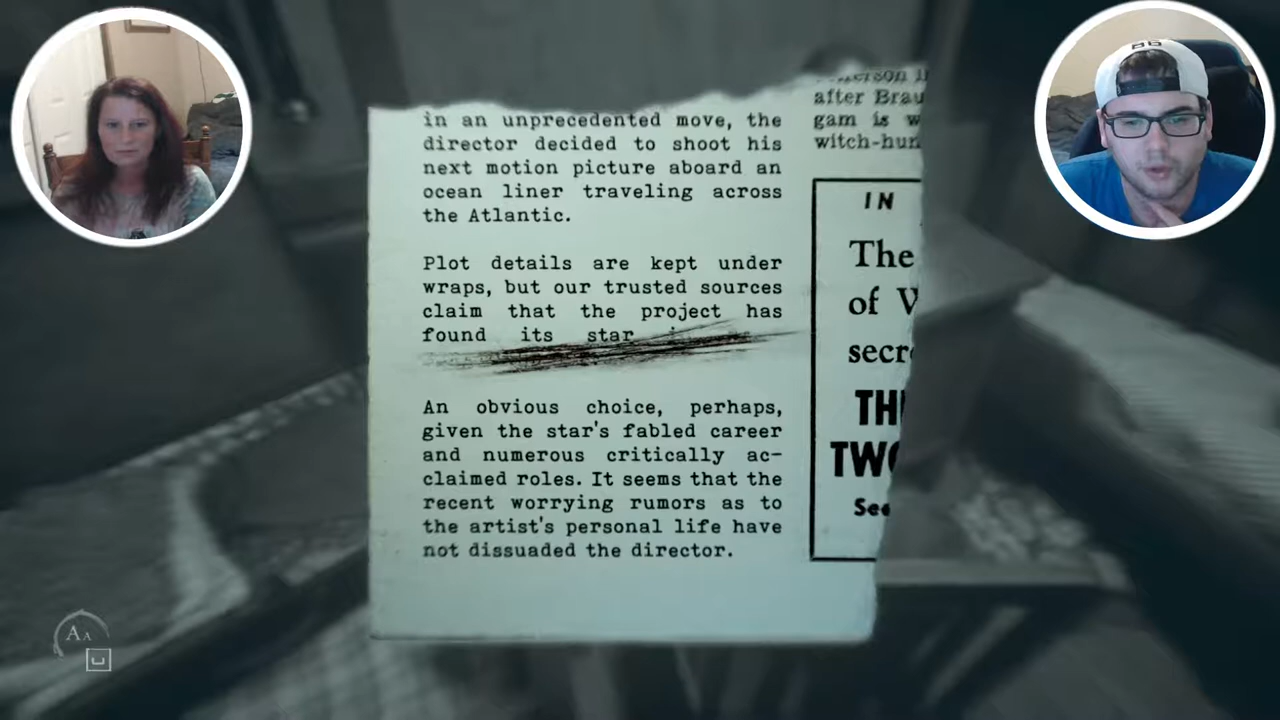 in an unprecedented move, the
director decided to shoot his
next motion picture aboard an
ocean liner traveling across
the Atlantic.
Plot details are kept under
wraps, but our trusted sources
claim that the project has
found its star
An obvious choice, perhaps,
given the star's fabled career
and numerous critically ac-
claimed roles. It seems that the
recent worrying rumors as to
the artist's personal life have
not dissuaded the director.
after Brau
gam is w
witch-hun
IN
The
of V
secr
TH
TWO
See
AA